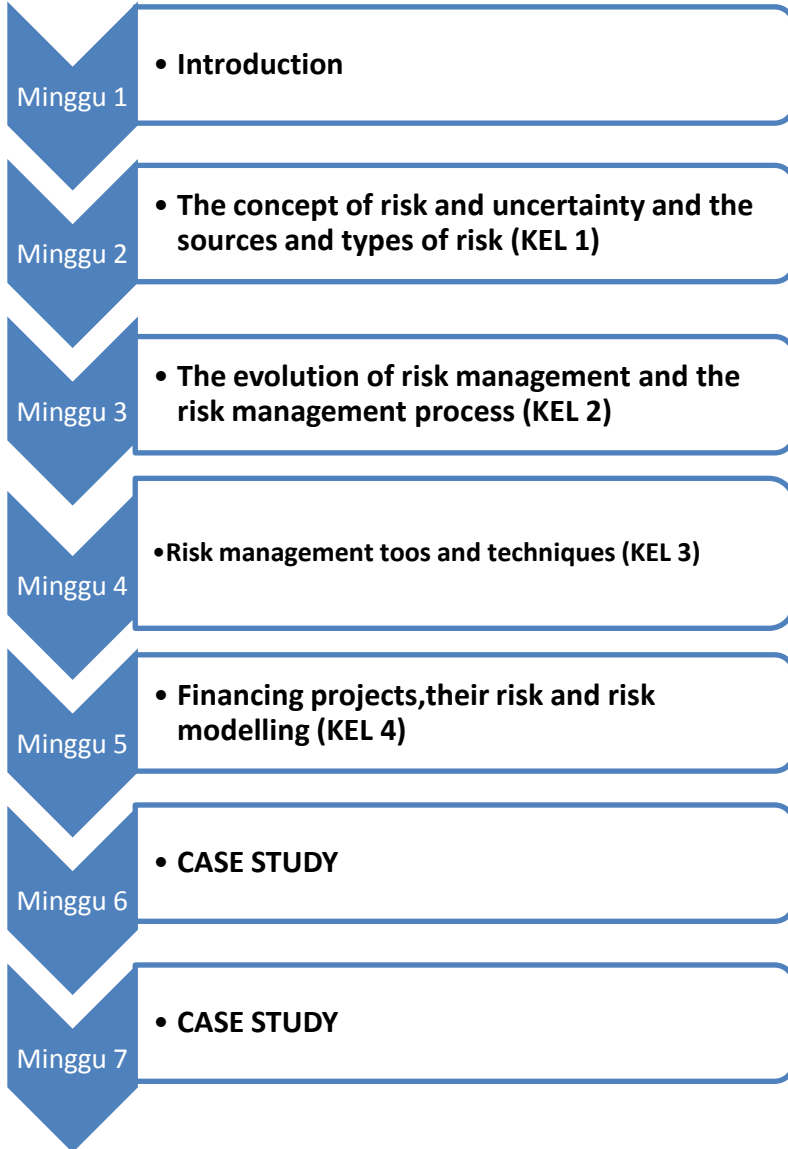 Minggu 1
• Introduction
Minggu 2
• The concept of risk and uncertainty and the
sources and types of risk (KEL 1)
Minggu 3
• The evolution of risk management and the
risk management process (KEL 2)
Minggu 4
•Risk management toos and techniques (KEL 3)
Minggu 5
• Financing projects,their risk and risk
modelling (KEL 4)
Minggu 6
• CASE STUDY
Minggu 7
• CASE STUDY